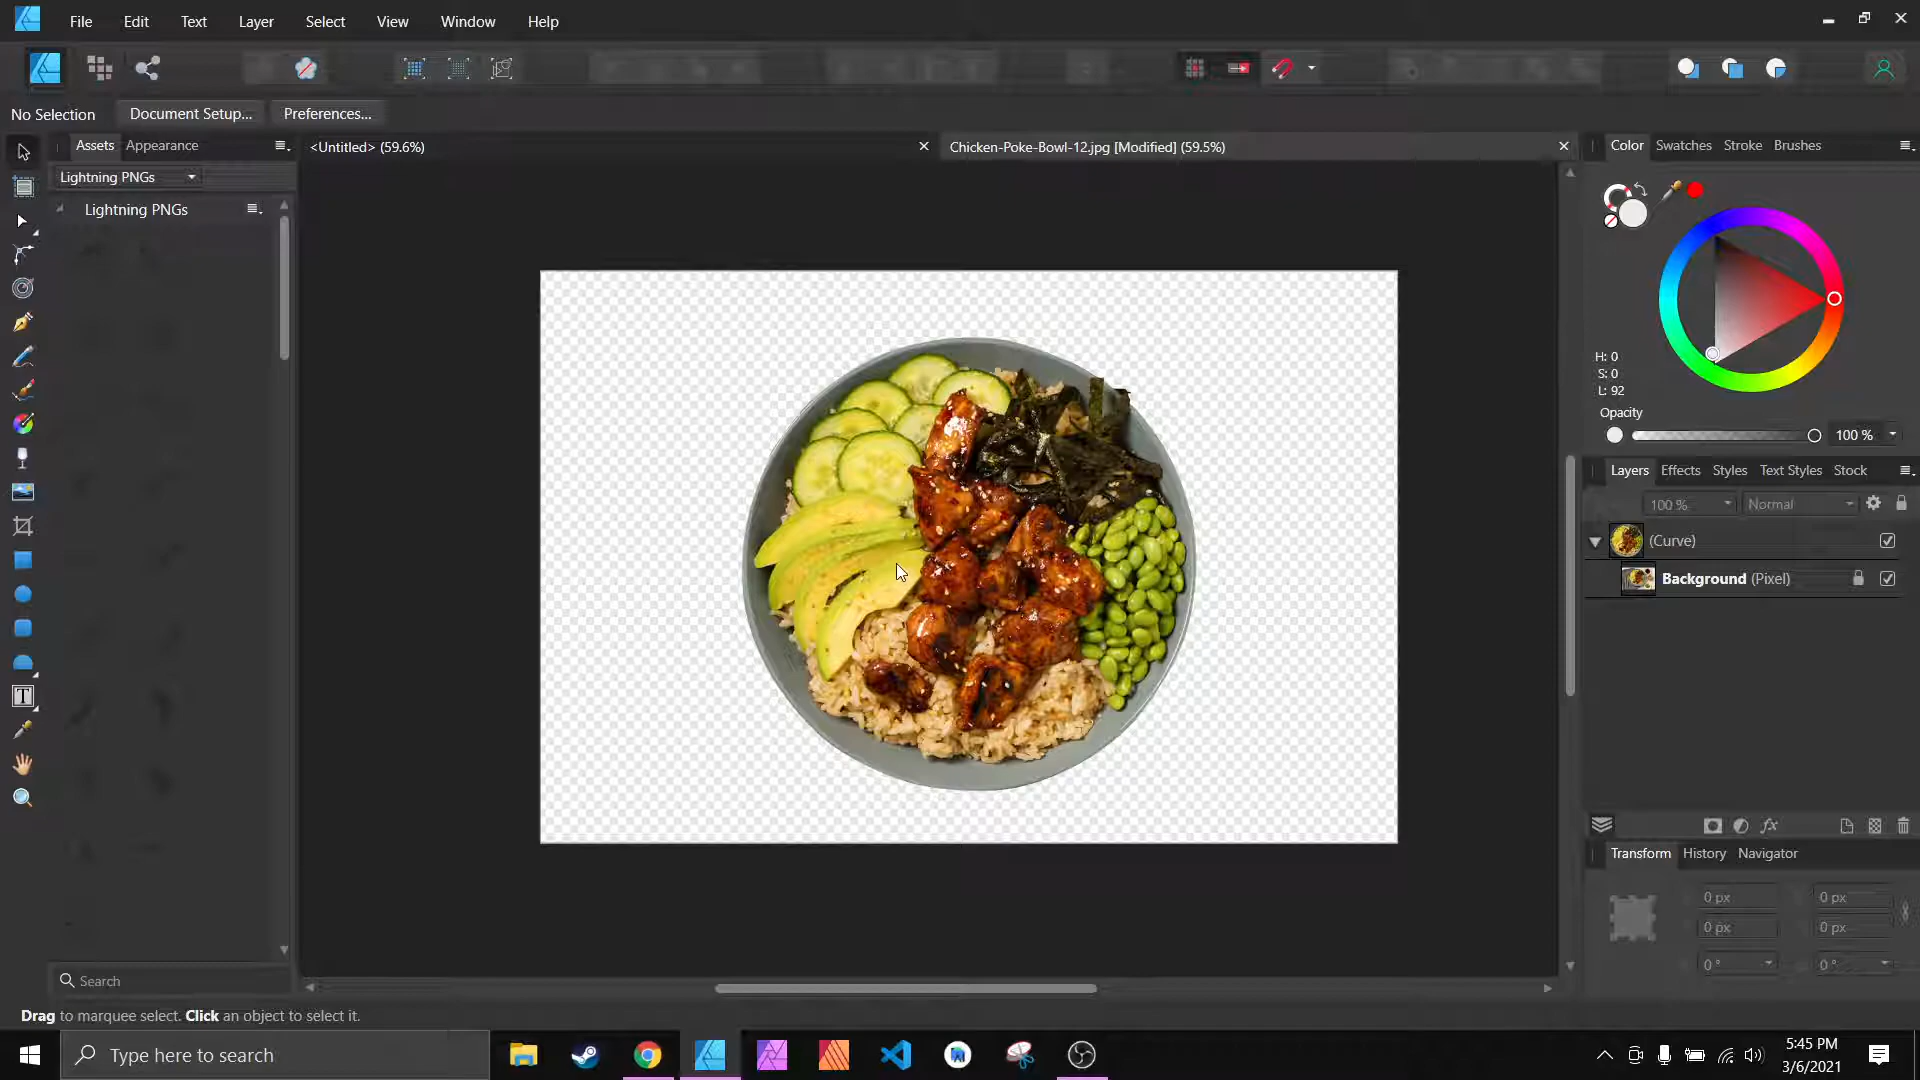 File Edit Text Layer Select View Window Help
No Selection Document Setup... Preferences...
Assets Appearance
<Untitled> (59.6%)
Chicken-Poke-Bowl-12.jpg [Modified] (59.5%)
Color Swatches Stroke Brushes
Lightning PNGs
Lightning PNGs
H: 0
S: 0
L: 92
Opacity
100 %
Layers Effects Styles Text Styles Stock
100 % Normal
(Curve)
Background (Pixel)
Transform History Navigator
0 px 0 px
0 px 0 px
0 ° 0 °
Search
Drag to marquee select. Click an object to select it.
Type here to search
5:45 PM
3/6/2021